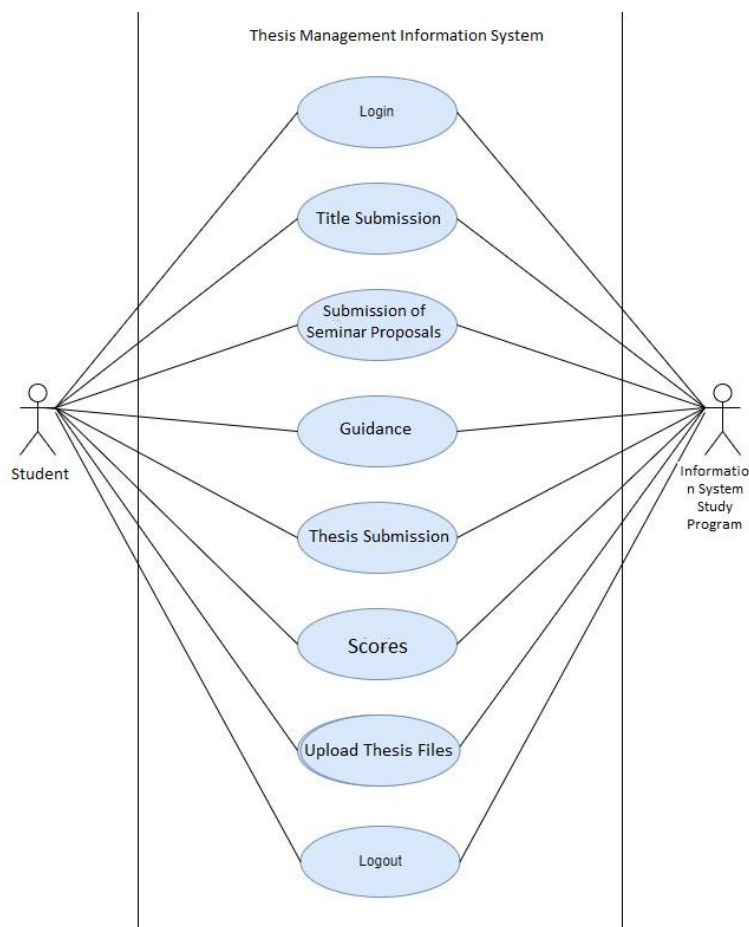 Thesis Management Information System
Login
Title Submission
Submission of
Seminar Proposals
Guidance
Student
Informatio
n System
Study
Program
Thesis Submission
Scores
Upload Thesis Files
Logout